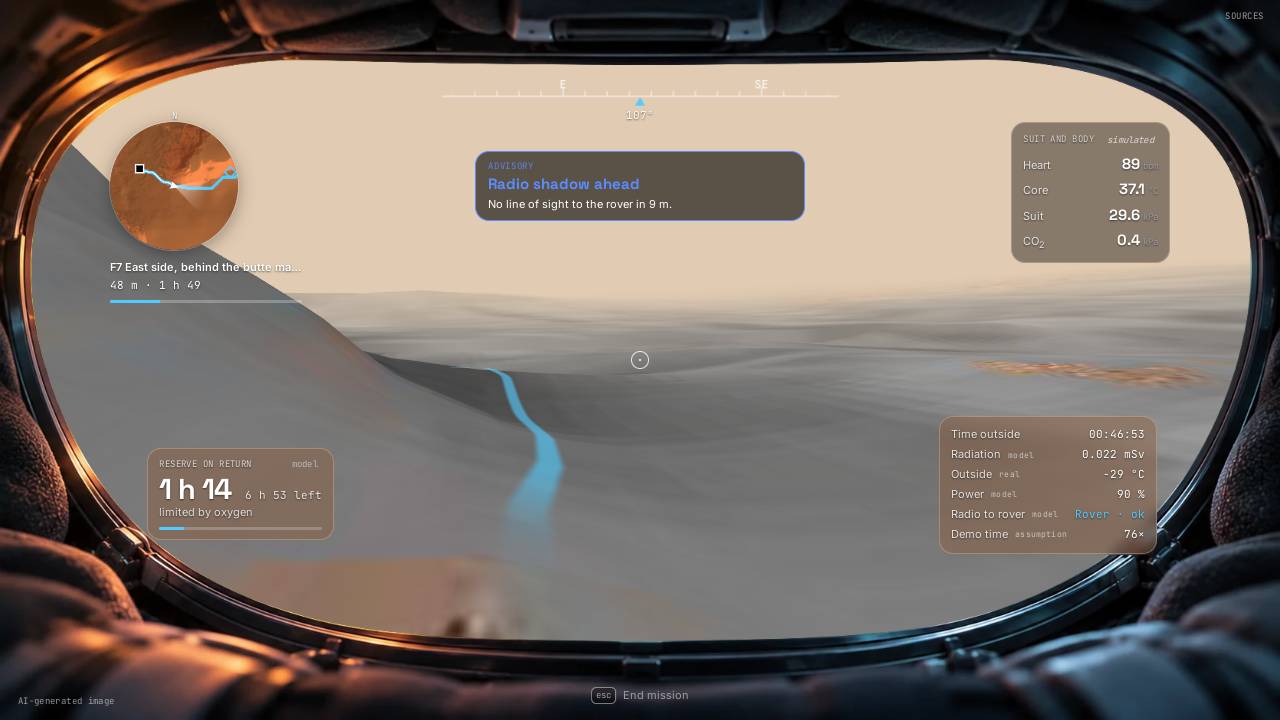 SOURCES
E SE
107°
N
ADVISORY
Radio shadow ahead
No line of sight to the rover in 9 m.
SUIT AND BODY simulated
Heart 89 bpm
Core 37.1 °C
Suit 29.6 kPa
CO2 0.4 kPa
F7 East side, behind the butte ma...
48 m · 1 h 49
RESERVE ON RETURN model
1 h 14 6 h 53 left
limited by oxygen
Time outside 00:46:53
Radiation model 0.022 mSv
Outside real -29 °C
Power model 90 %
Radio to rover model Rover · ok
Demo time assumption 76×
esc End mission
AI-generated image